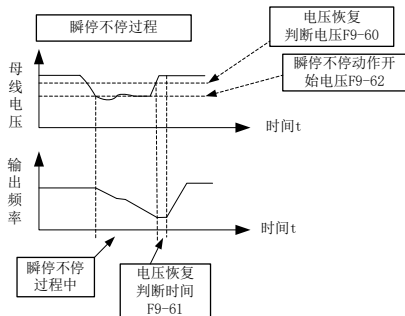 瞬停不停过程
电压恢复
判断电压F9-60
瞬停不停动作开
始电压F9-62
母
线
电
压
时间t
输
出
频
率
时间t
瞬停不停
过程中
电压恢复
判断时间
F9-61